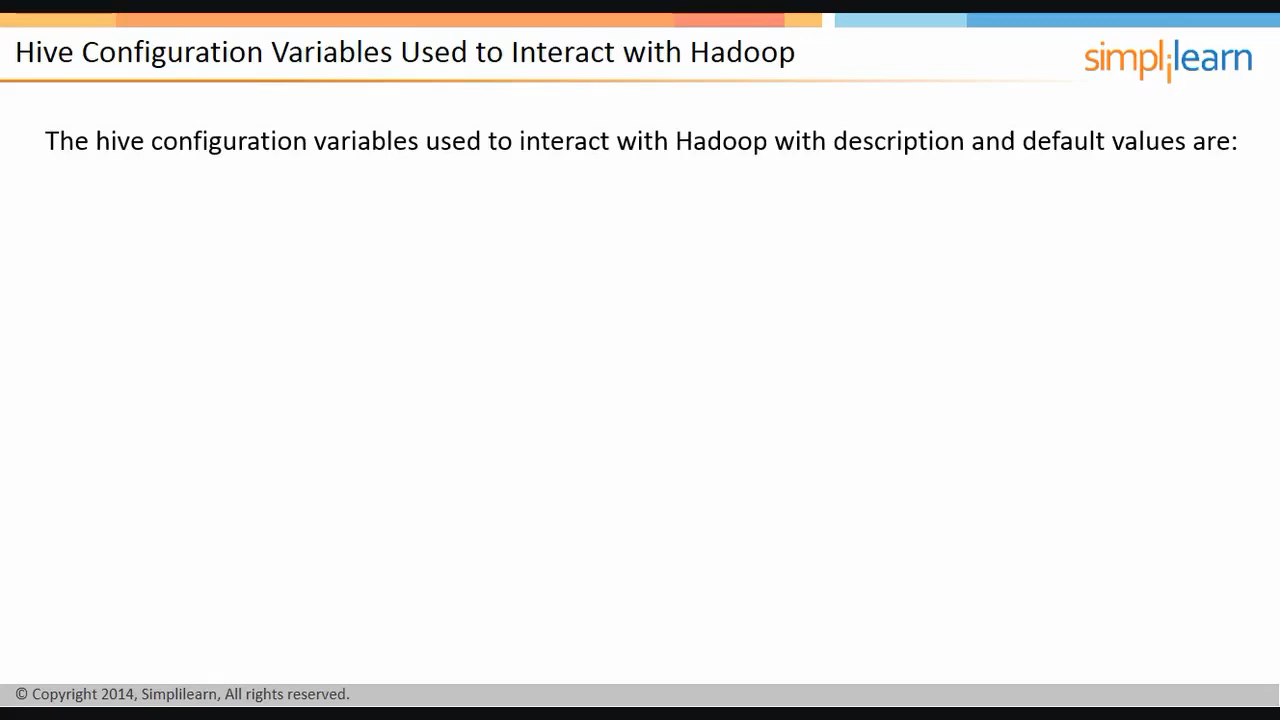 Hive Configuration Variables Used to Interact with Hadoop
simplilearn
The hive configuration variables used to interact with Hadoop with description and default values are:
© Copyright 2014, Simplilearn, All rights reserved.